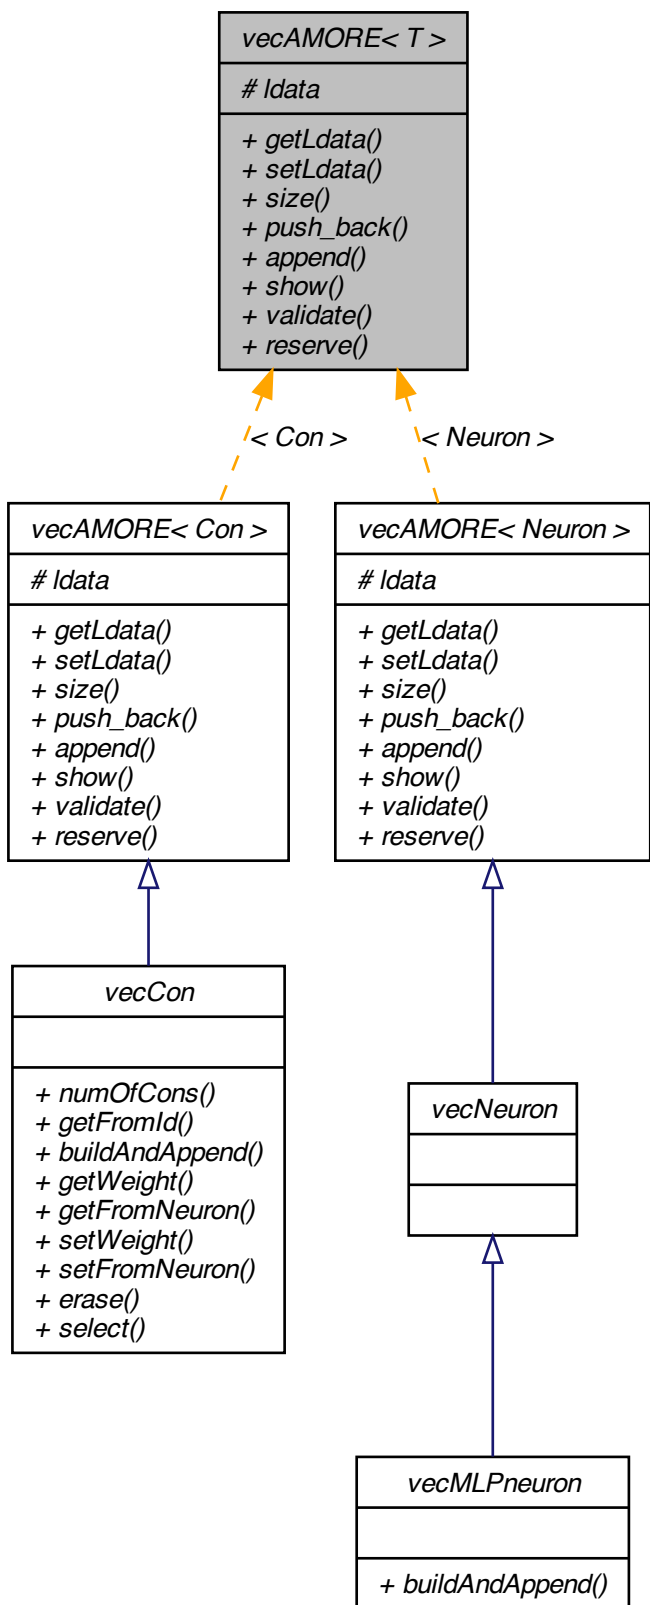 vecAMORE< T >
# ldata
+ getLdata()
+ setLdata()
+ size()
+ push_back()
+ append()
+ show()
+ validate()
+ reserve()
< Con >
< Neuron >
vecAMORE< Con >
# ldata
+ getLdata()
+ setLdata()
+ size()
+ push_back()
+ append()
+ show()
+ validate()
+ reserve()
vecAMORE< Neuron >
# ldata
+ getLdata()
+ setLdata()
+ size()
+ push_back()
+ append()
+ show()
+ validate()
+ reserve()
vecCon
+ numOfCons()
+ getFromId()
+ buildAndAppend()
+ getWeight()
+ getFromNeuron()
+ setWeight()
+ setFromNeuron()
+ erase()
+ select()
vecNeuron
vecMLPneuron
+ buildAndAppend()